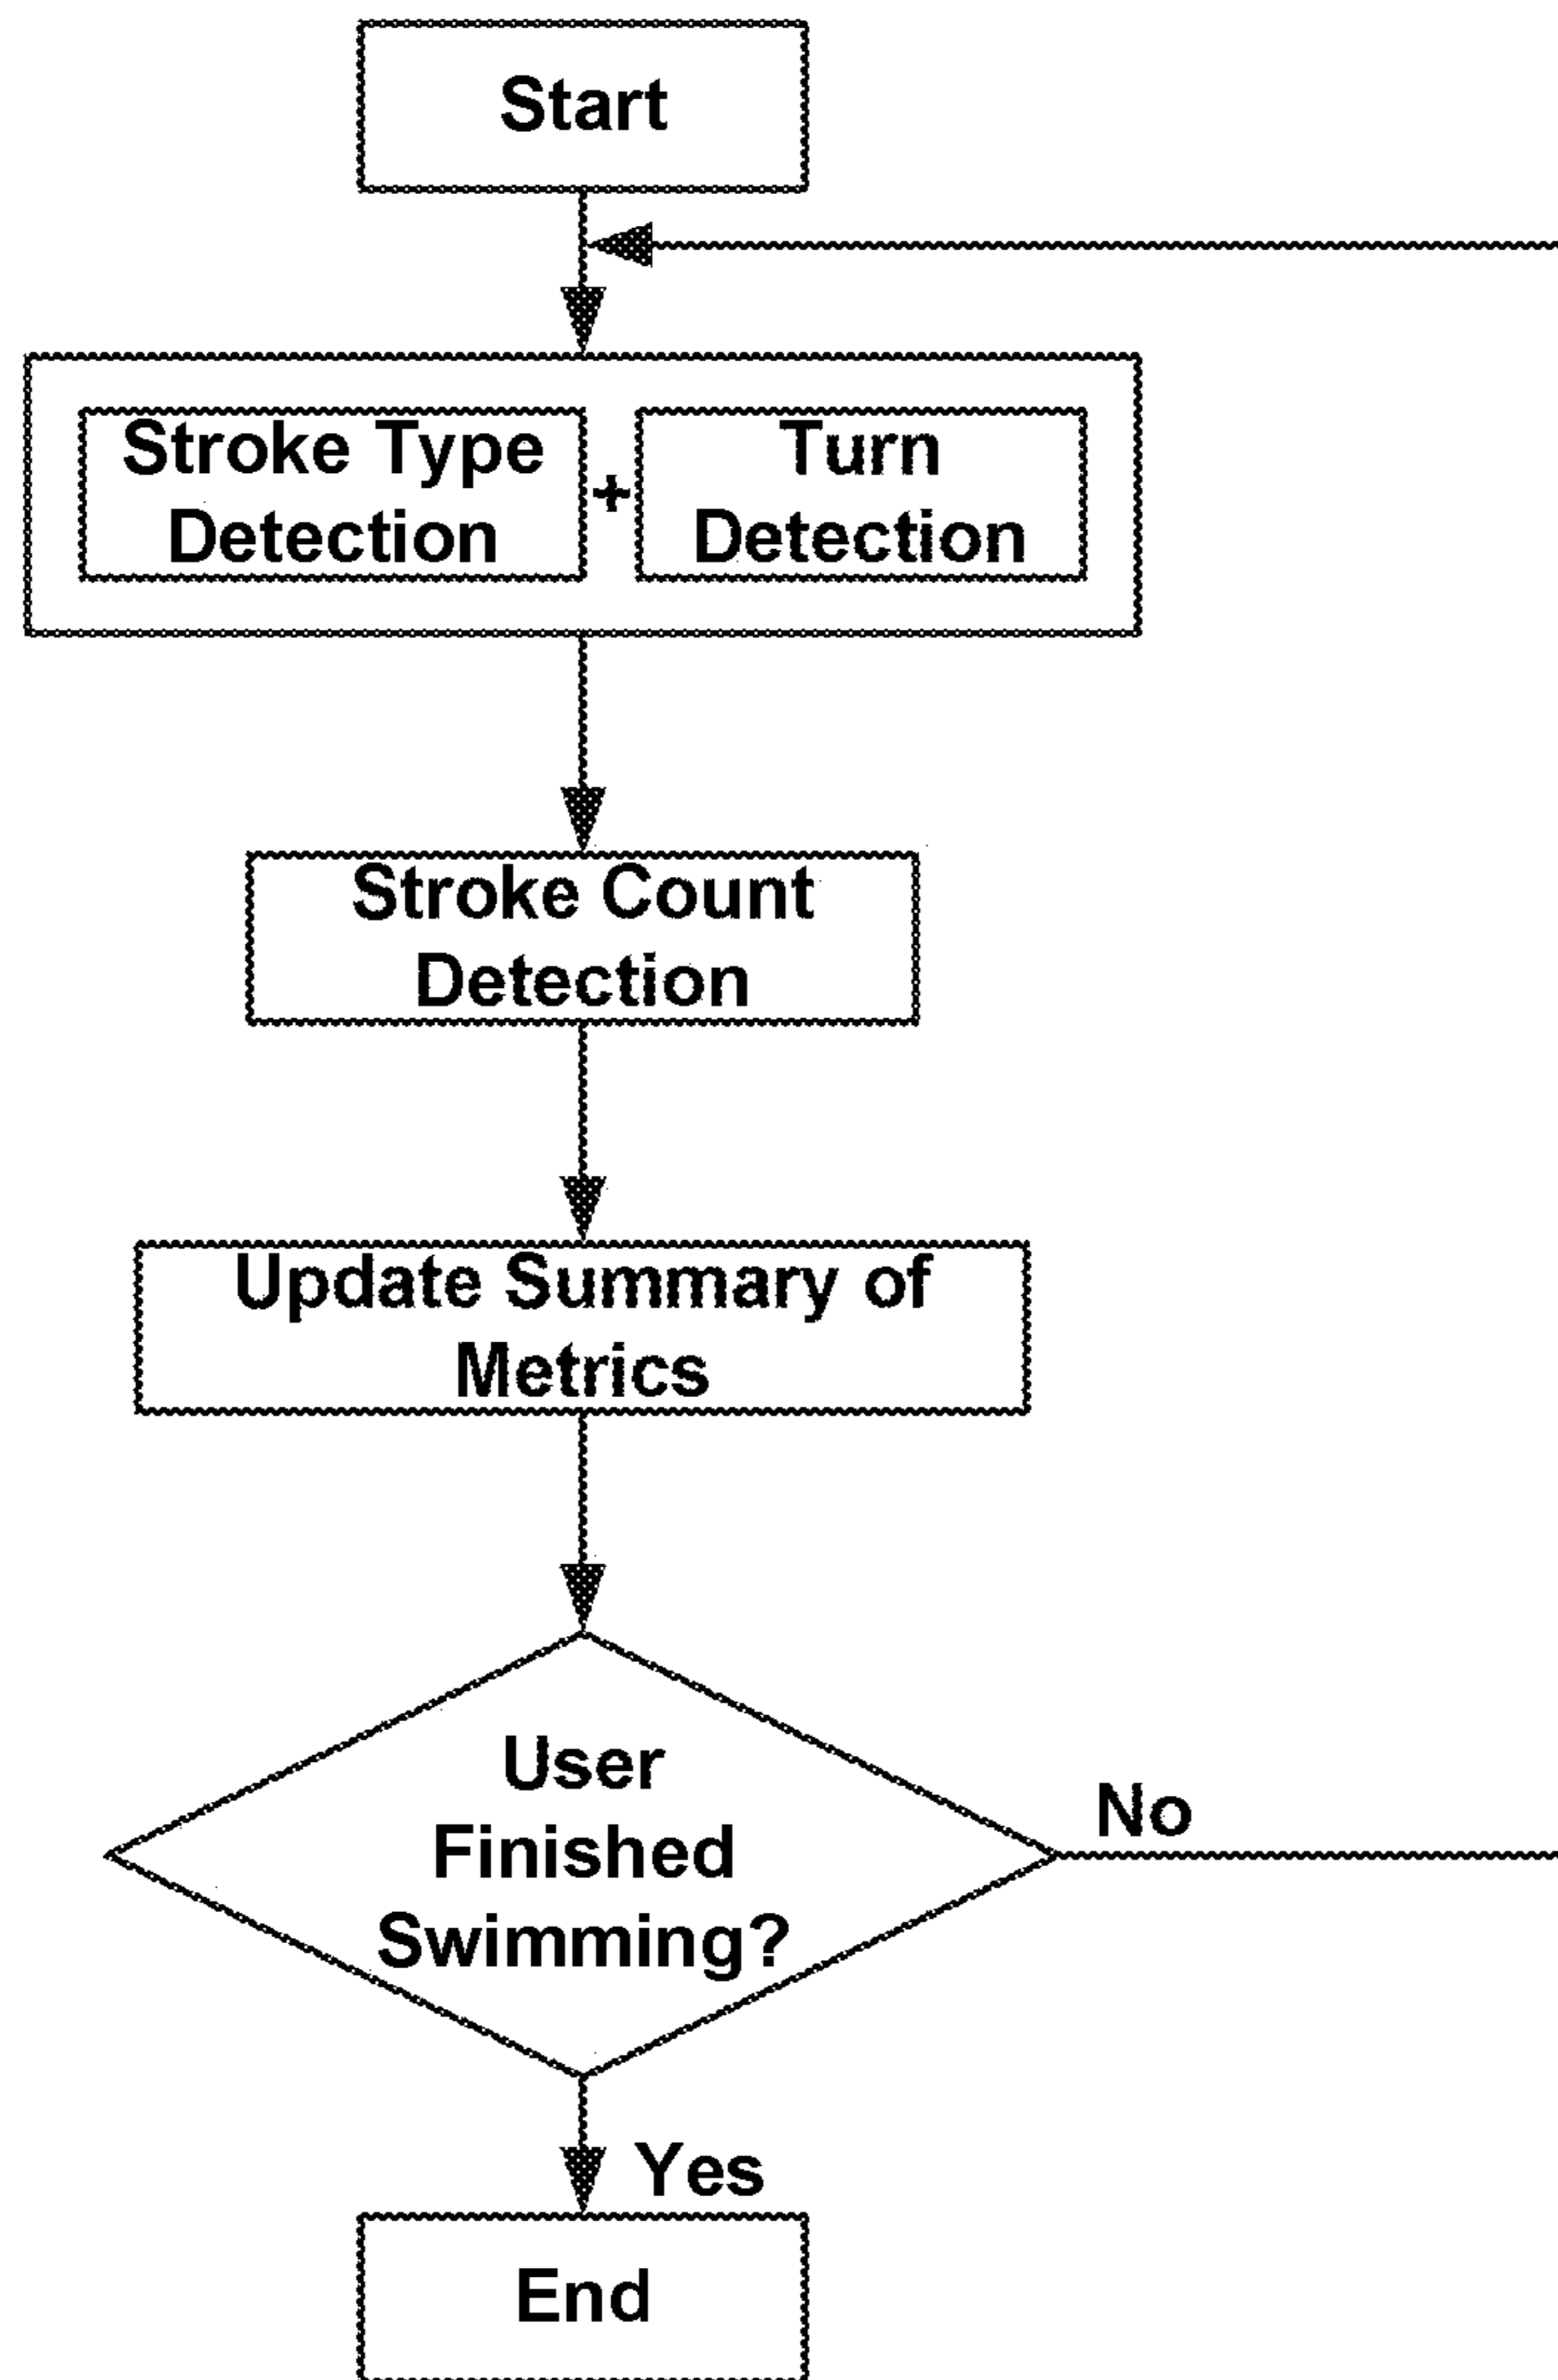 Start
Stroke Type
Detection
+
Turn
Detection
Stroke Count
Detection
Update Summary of
Metrics
User
Finished
Swimming?
No
Yes
End